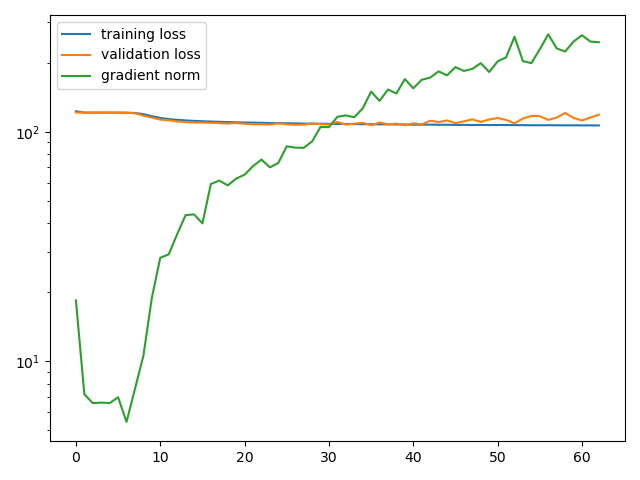 training loss
validation loss
gradient norm
10²
10¹
0 10 20 30 40 50 60